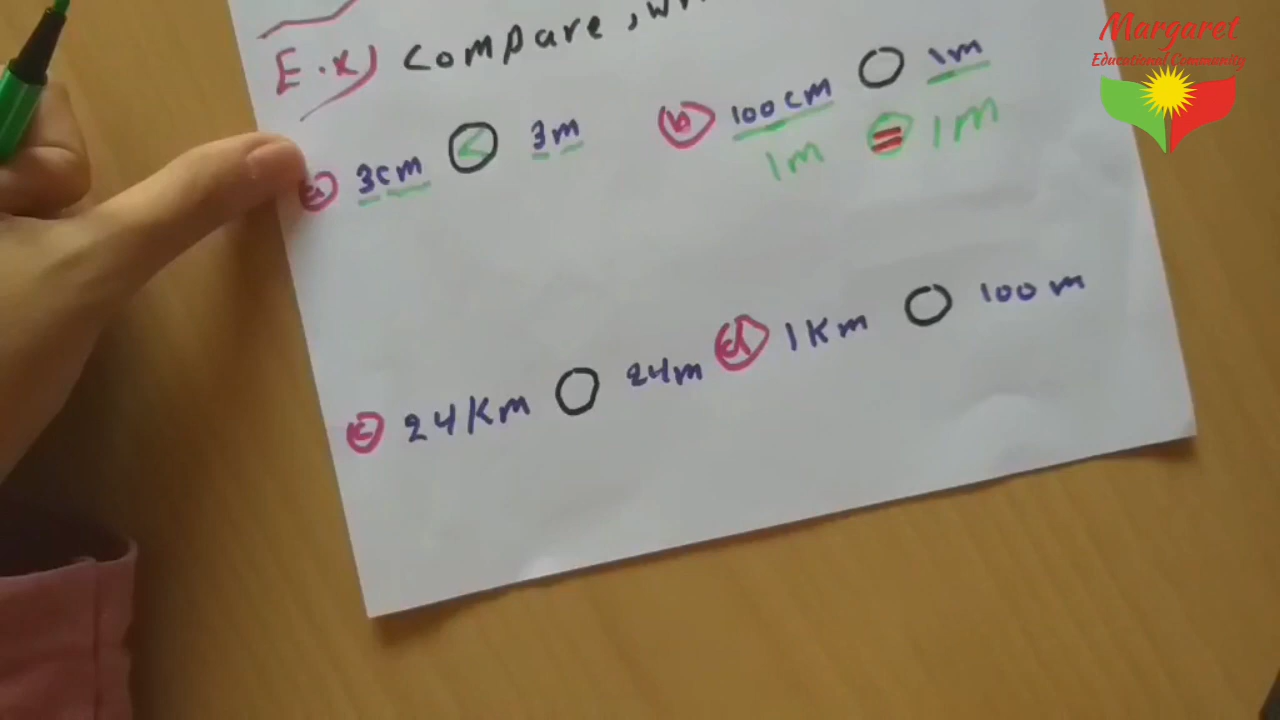 Margaret
Educational Community
E.x) Compare,
a 3cm < 3m
b 100cm 1m
1m = 1m
c 24Km 24m
d 1Km 100m